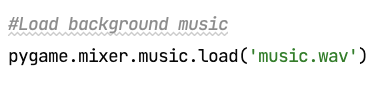 #Load background music
pygame.mixer.music.load('music.wav')